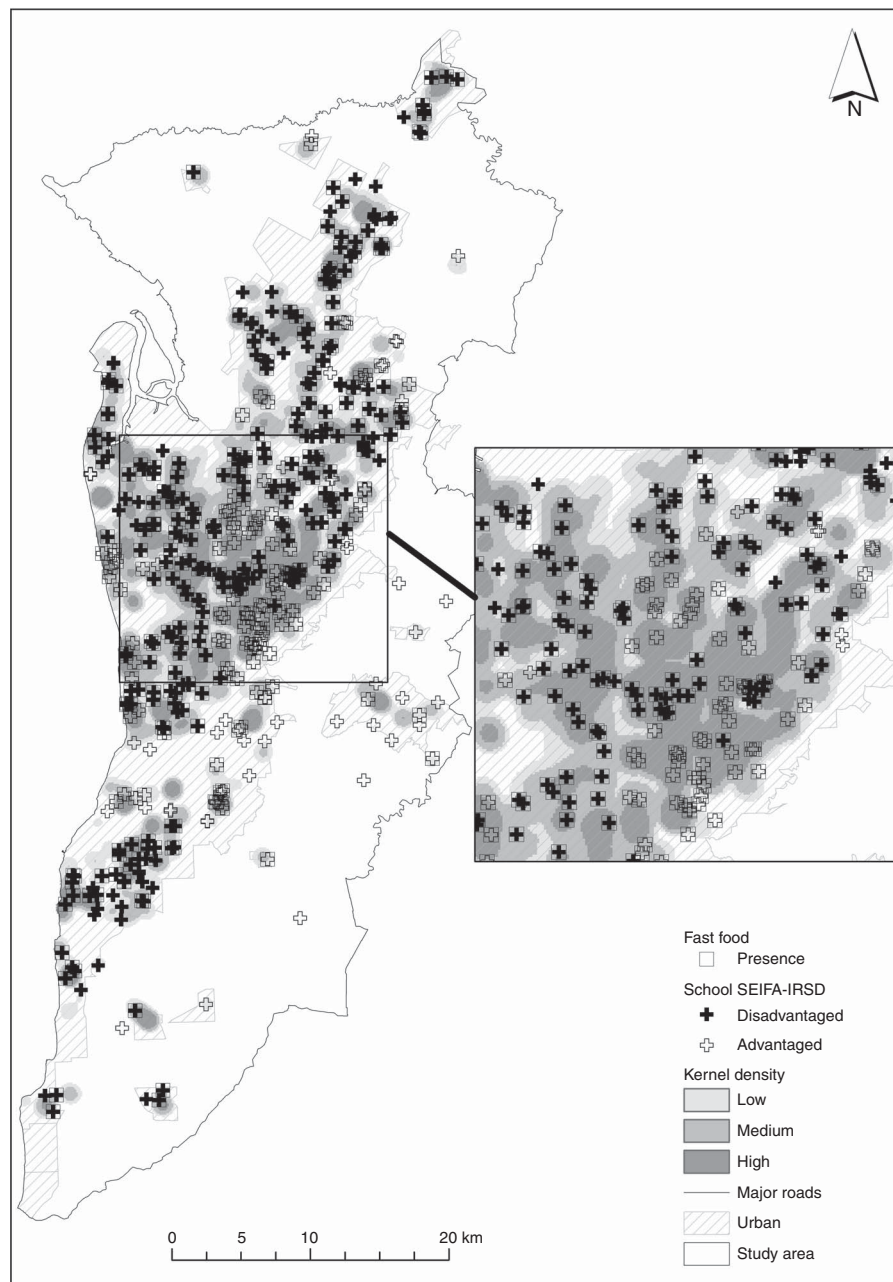 N
Fast food
Presence
School SEIFA-IRSD
Disadvantaged
Advantaged
Kernel density
Low
Medium
High
Major roads
Urban
Study area
0 5 10 20 km